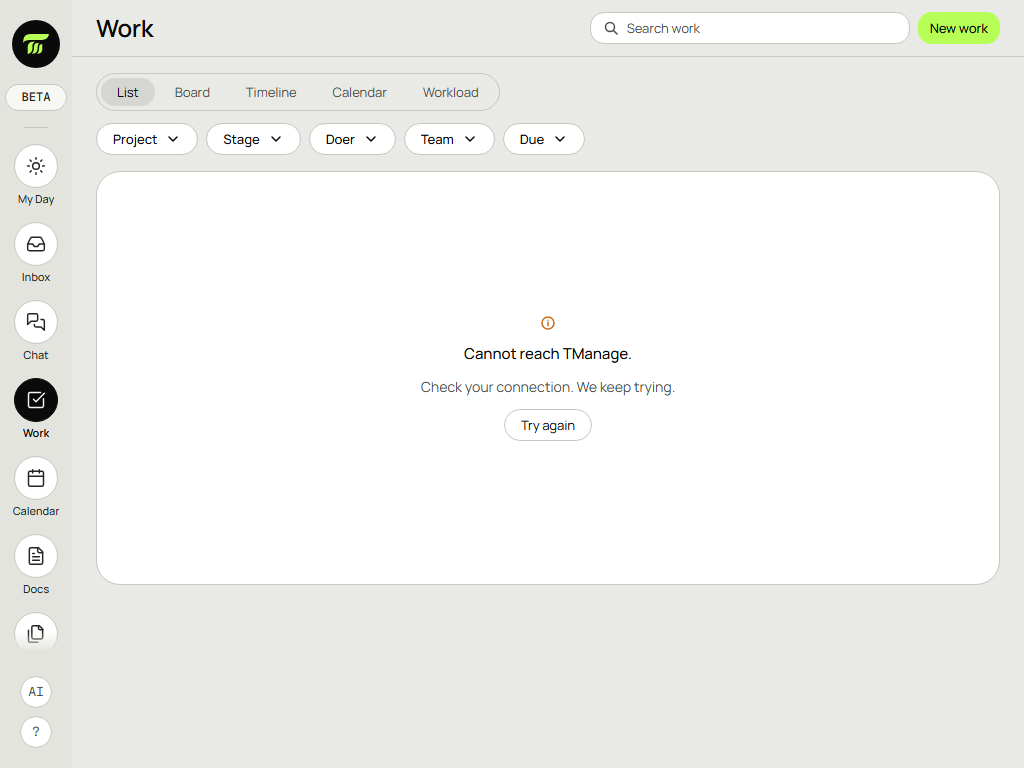 Work
Search work
New work
BETA
List
Board
Timeline
Calendar
Workload
Project
Stage
Doer
Team
Due
My Day
Inbox
Chat
Work
Calendar
Docs
AI
?
Cannot reach TManage.
Check your connection. We keep trying.
Try again